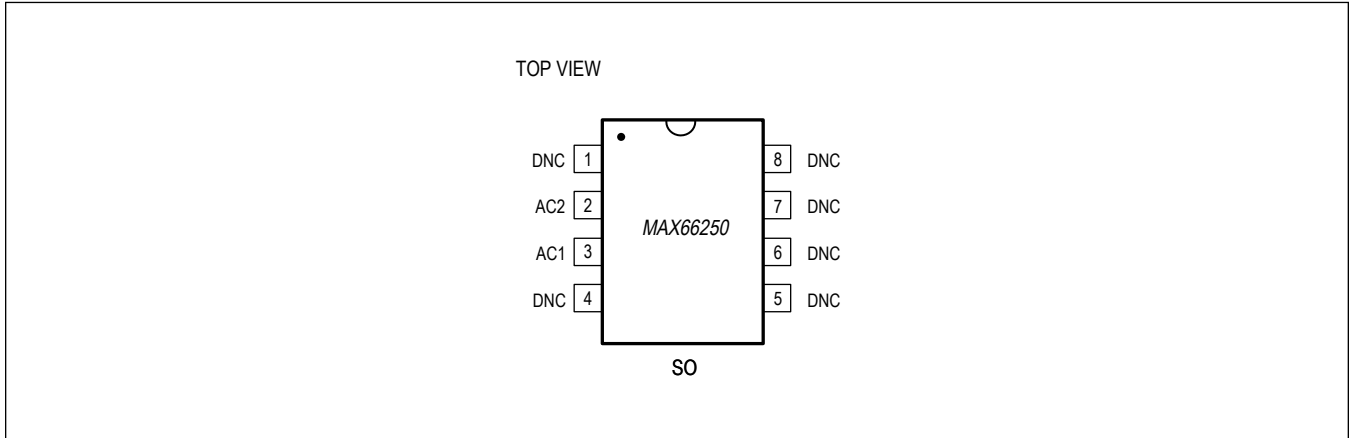 TOP VIEW
DNC 1 8 DNC
AC2 2 7 DNC
MAX66250
AC1 3 6 DNC
DNC 4 5 DNC
SO